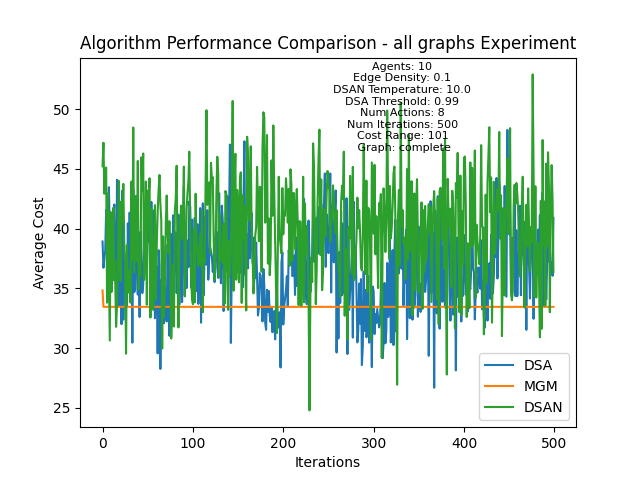 Algorithm Performance Comparison - all graphs Experiment
Agents: 10
Edge Density: 0.1
DSAN Temperature: 10.0
DSA Threshold: 0.99
Num Actions: 8
Num Iterations: 500
Cost Range: 101
Graph: complete
Average Cost
50
45
40
35
30
25
0
100
200
300
400
500
Iterations
DSA
MGM
DSAN